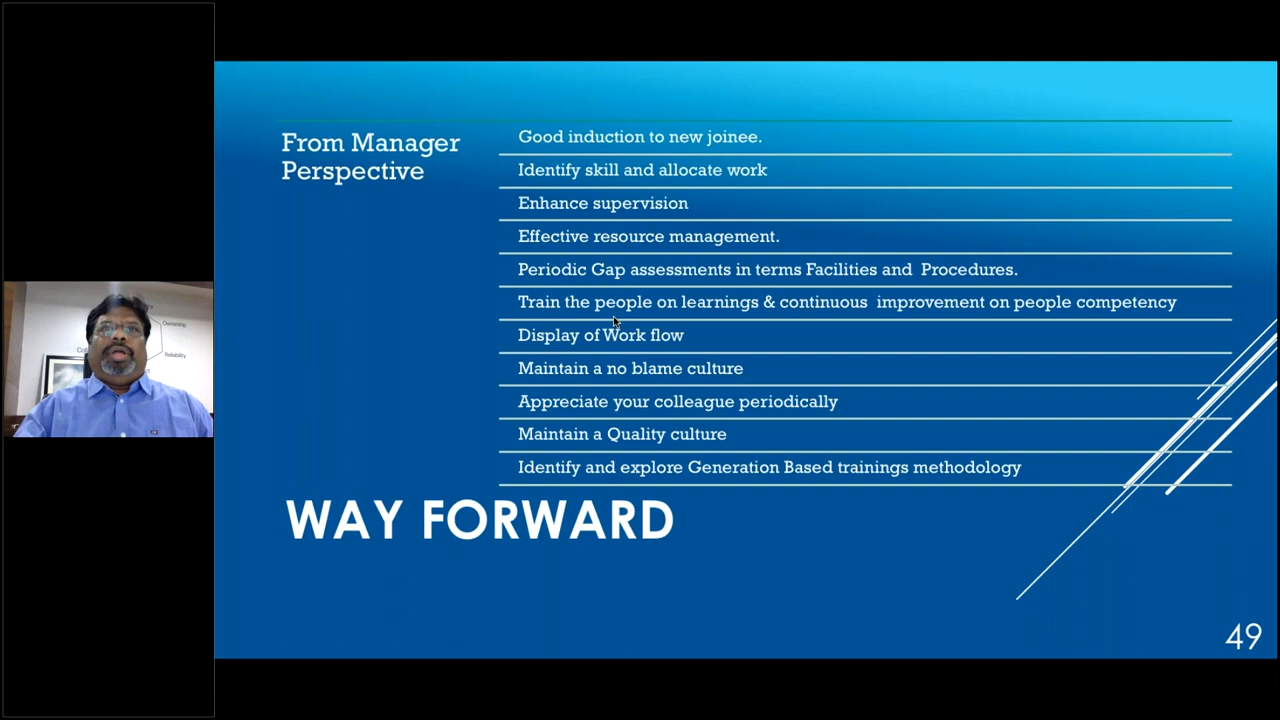 From Manager
Perspective
Good induction to new joinee.
Identify skill and allocate work
Enhance supervision
Effective resource management.
Periodic Gap assessments in terms Facilities and  Procedures.
Train the people on learnings & continuous  improvement on people competency
Display of Work flow
Maintain a no blame culture
Appreciate your colleague periodically
Maintain a Quality culture
Identify and explore Generation Based trainings methodology
WAY FORWARD
49
Ownership
Reliability